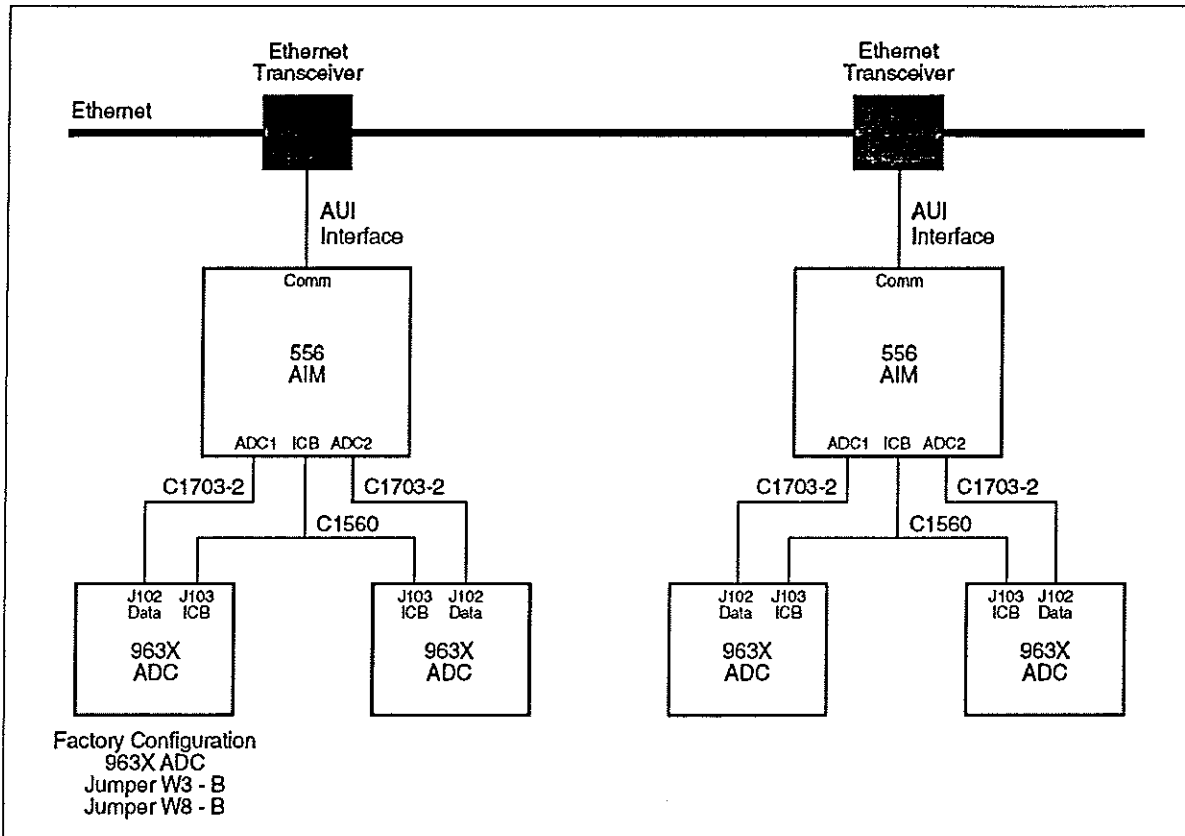 Ethernet
Transceiver
Ethernet
Transceiver
Ethernet
AUI
Interface
AUI
Interface
Comm
556
AIM
ADC1 ICB ADC2
Comm
556
AIM
ADC1 ICB ADC2
C1703-2
C1703-2
C1560
C1703-2
C1703-2
C1560
J102 J103
Data ICB
963X
ADC
J103 J102
ICB Data
963X
ADC
J102 J103
Data ICB
963X
ADC
J103 J102
ICB Data
963X
ADC
Factory Configuration
963X ADC
Jumper W3 - B
Jumper W8 - B